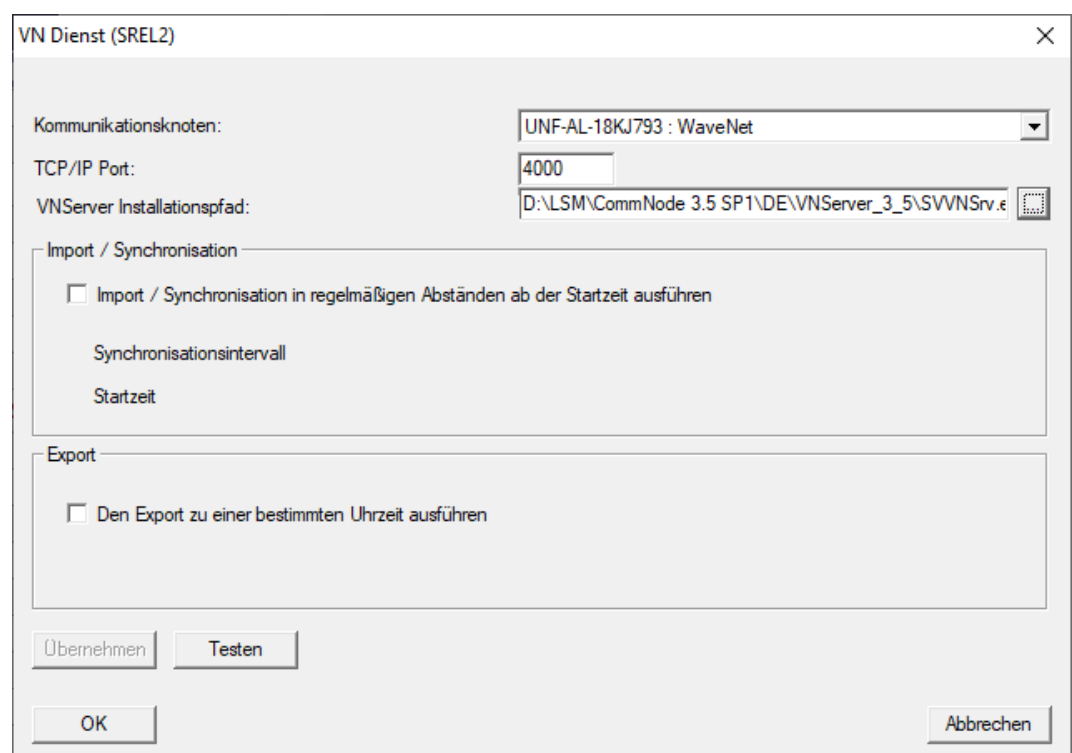 VN Dienst (SREL2)
Kommunikationsknoten: UNF-AL-18KJ793 : WaveNet
TCP/IP Port: 4000
VNServer Installationspfad: D:\LSM\CommNode 3.5 SP1\DE\VNServer_3_5\SVVNSrv.e
Import / Synchronisation
Import / Synchronisation in regelmäßigen Abständen ab der Startzeit ausführen
Synchronisationsintervall
Startzeit
Export
Den Export zu einer bestimmten Uhrzeit ausführen
Übernehmen Testen
OK Abbrechen